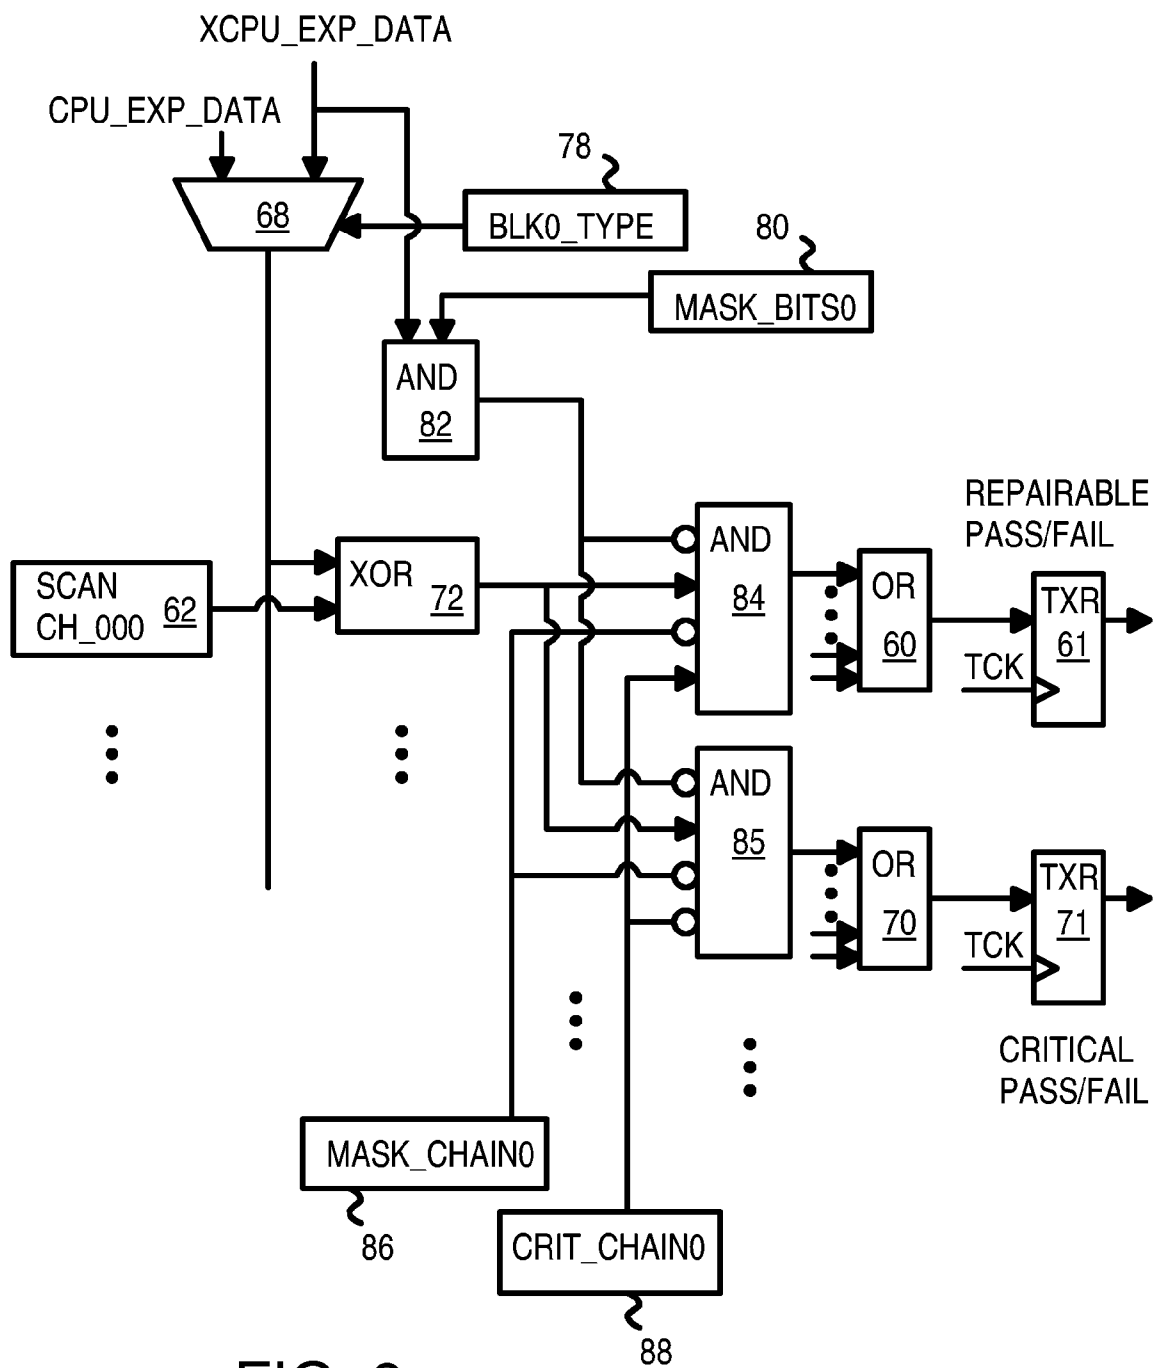 XCPU_EXP_DATA
CPU_EXP_DATA
78
68
BLK0_TYPE
80
MASK_BITS0
AND
82
REPAIRABLE
PASS/FAIL
AND
84
SCAN
CH_000
62
XOR
72
OR
60
TXR
61
TCK
AND
85
OR
70
TXR
71
TCK
CRITICAL
PASS/FAIL
MASK_CHAIN0
86
CRIT_CHAIN0
88